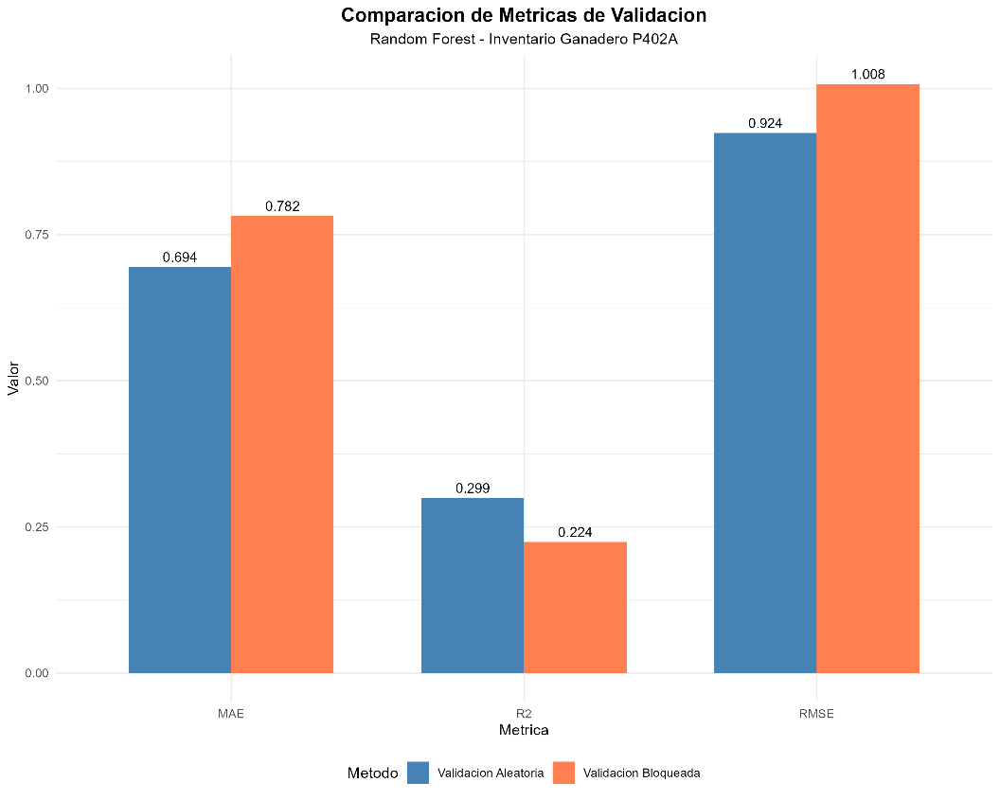 Comparacion de Metricas de Validacion
Random Forest - Inventario Ganadero P402A
1.008
1.00
0.924
0.782
0.75
0.694
Valor
0.50
0.299
0.25
0.224
0.00
MAE R2 RMSE
Metrica
Metodo Validacion Aleatoria Validacion Bloqueada